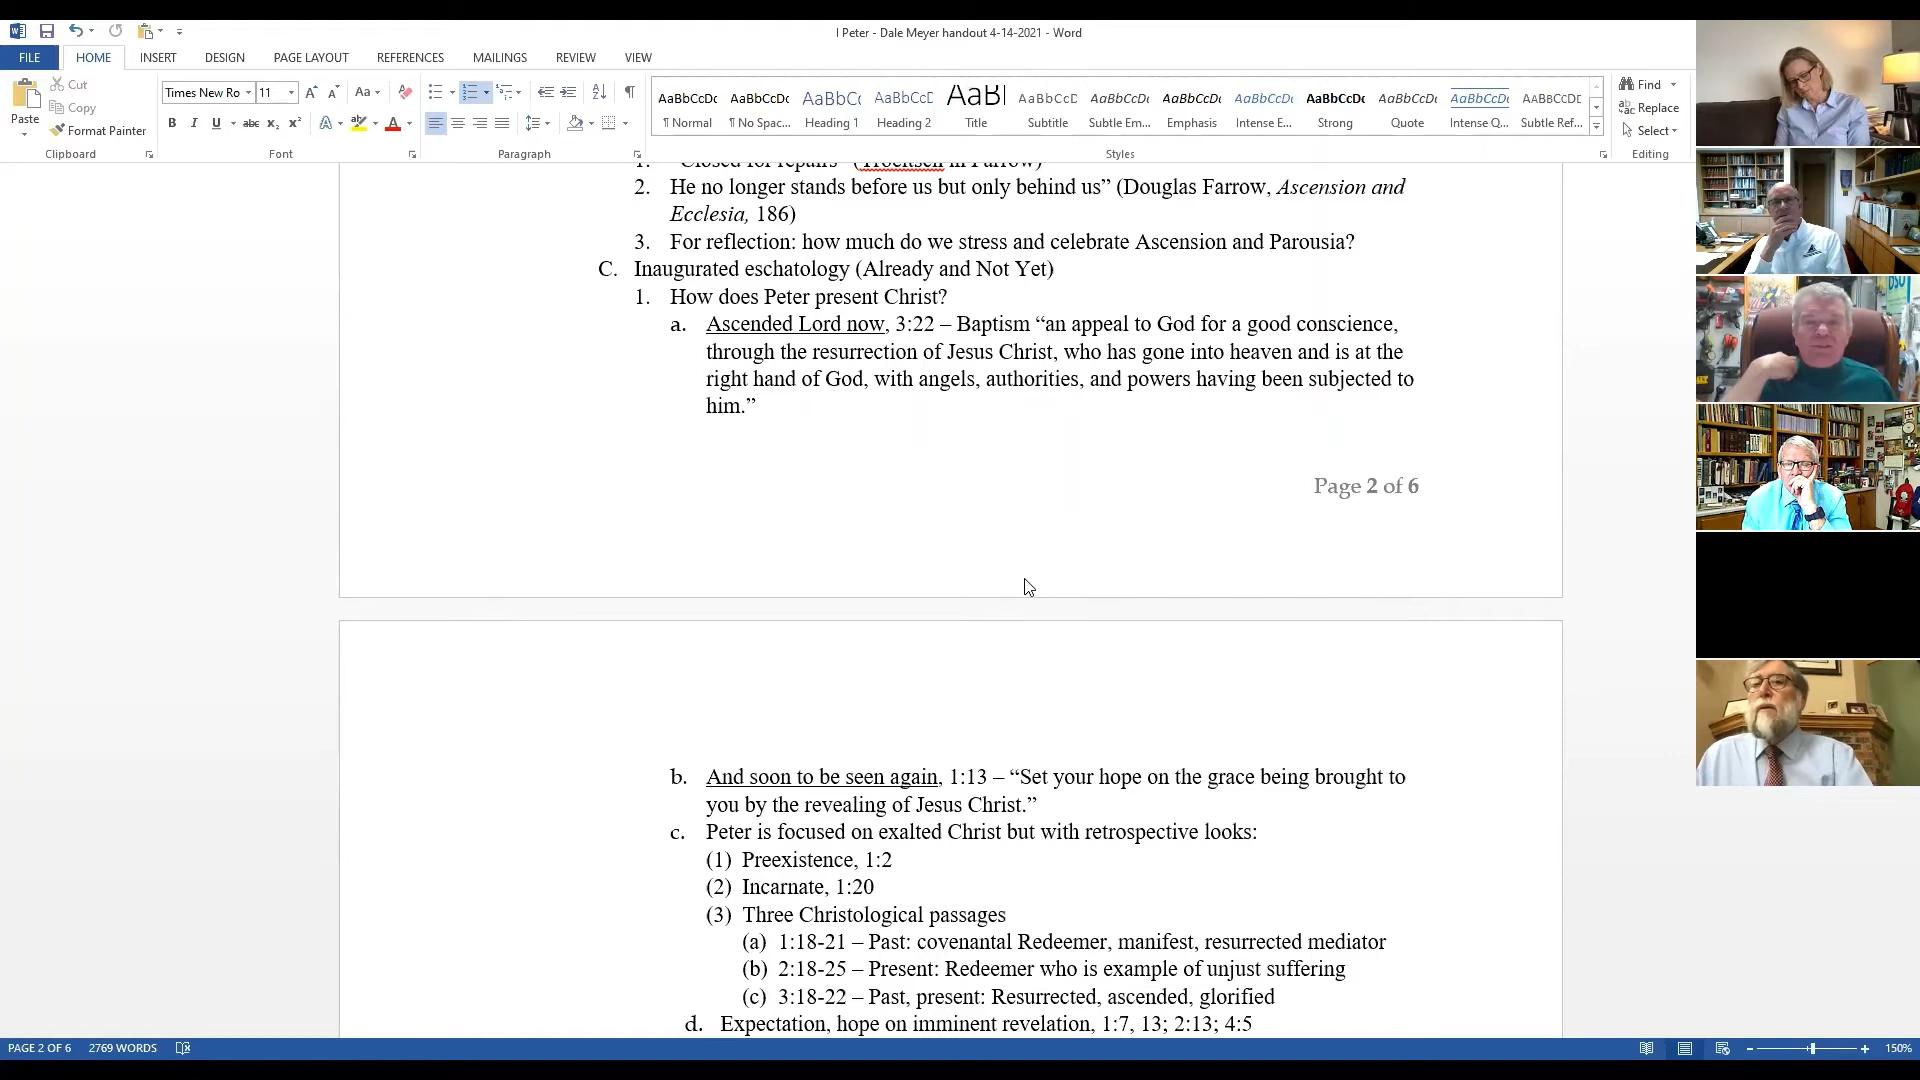 I Peter - Dale Meyer handout 4-14-2021 - Word
FILE HOME INSERT DESIGN PAGE LAYOUT REFERENCES MAILINGS REVIEW VIEW
Paste
Cut
Copy
Format Painter
Clipboard
Times New Ro 11
Font
Paragraph
AaBbCcDc AaBbCcDc AaBbC AaBbCcD AaB AaBbCcD AaBbCcDc AaBbCcDc AaBbCcDc AaBbCcDc AaBbCcDc AaBbCcDc AABBCCDD
¶ Normal ¶ No Spac... Heading 1 Heading 2 Title Subtitle Subtle Em... Emphasis Intense E... Strong Quote Intense Q... Subtle Ref...
Styles
Find
Replace
Select
Editing
1. “Closed for repairs” (Troeltsch in Farrow)
2. He no longer stands before us but only behind us” (Douglas Farrow, Ascension and
Ecclesia, 186)
3. For reflection: how much do we stress and celebrate Ascension and Parousia?
C. Inaugurated eschatology (Already and Not Yet)
1. How does Peter present Christ?
a. Ascended Lord now, 3:22 – Baptism “an appeal to God for a good conscience,
through the resurrection of Jesus Christ, who has gone into heaven and is at the
right hand of God, with angels, authorities, and powers having been subjected to
him.”
Page 2 of 6
b. And soon to be seen again, 1:13 – “Set your hope on the grace being brought to
you by the revealing of Jesus Christ.”
c. Peter is focused on exalted Christ but with retrospective looks:
(1) Preexistence, 1:2
(2) Incarnate, 1:20
(3) Three Christological passages
(a) 1:18-21 – Past: covenantal Redeemer, manifest, resurrected mediator
(b) 2:18-25 – Present: Redeemer who is example of unjust suffering
(c) 3:18-22 – Past, present: Resurrected, ascended, glorified
d. Expectation, hope on imminent revelation, 1:7, 13; 2:13; 4:5
PAGE 2 OF 6 2769 WORDS 150%